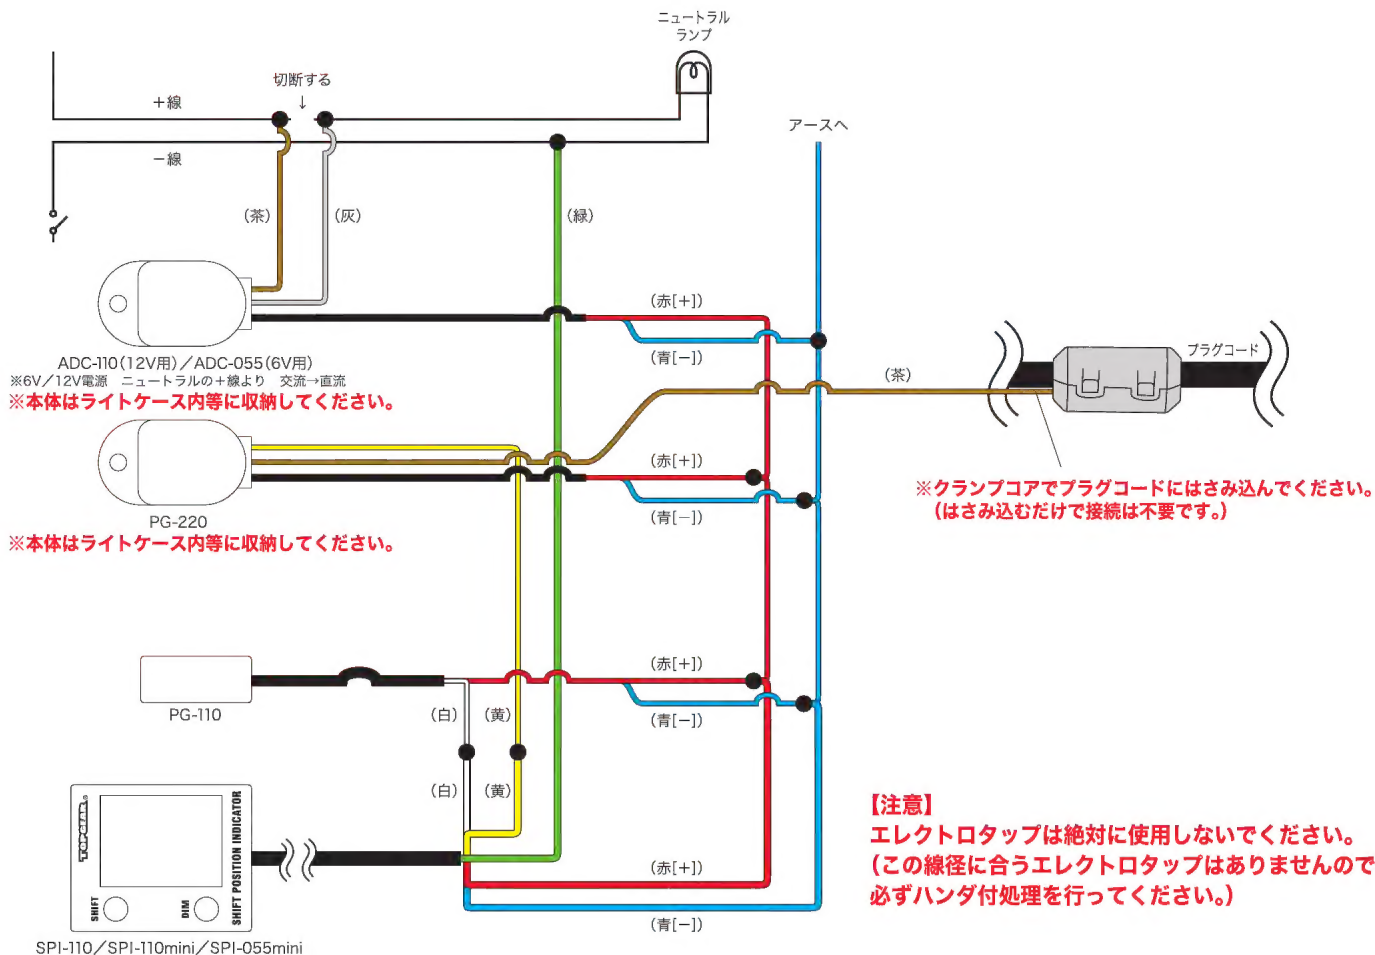 ニュートラル
ランプ
切断する
↓
＋線
アースへ
－線
（茶）
（灰）
（緑）
（赤[+]）
（青[－]）
ADC-110（12V用）／ADC-055（6V用）
※6V／12V電源　ニュートラルの＋線より　交流→直流
※本体はライトケース内等に収納してください。
プラグコード
（茶）
（赤[+]）
（青[－]）
※クランプコアでプラグコードにはさみ込んでください。
（はさみ込むだけで接続は不要です。）
PG-220
※本体はライトケース内等に収納してください。
（赤[+]）
（青[－]）
PG-110
（白）
（黄）
（白）
（黄）
TOP GEAR®
SHIFT
DIM
SHIFT POSITION INDICATOR
（赤[+]）
（青[－]）
SPI-110／SPI-110mini／SPI-055mini
【注意】
エレクトロタップは絶対に使用しないでください。
（この線径に合うエレクトロタップはありませんので
必ずハンダ付処理を行ってください。）